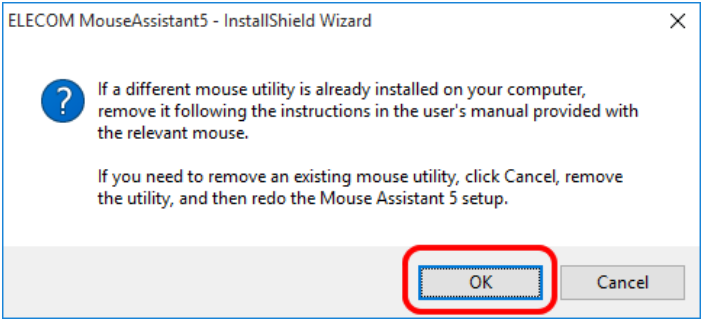 ELECOM MouseAssistant5 - InstallShield Wizard
If a different mouse utility is already installed on your computer,
remove it following the instructions in the user's manual provided with
the relevant mouse.
If you need to remove an existing mouse utility, click Cancel, remove
the utility, and then redo the Mouse Assistant 5 setup.
OK
Cancel